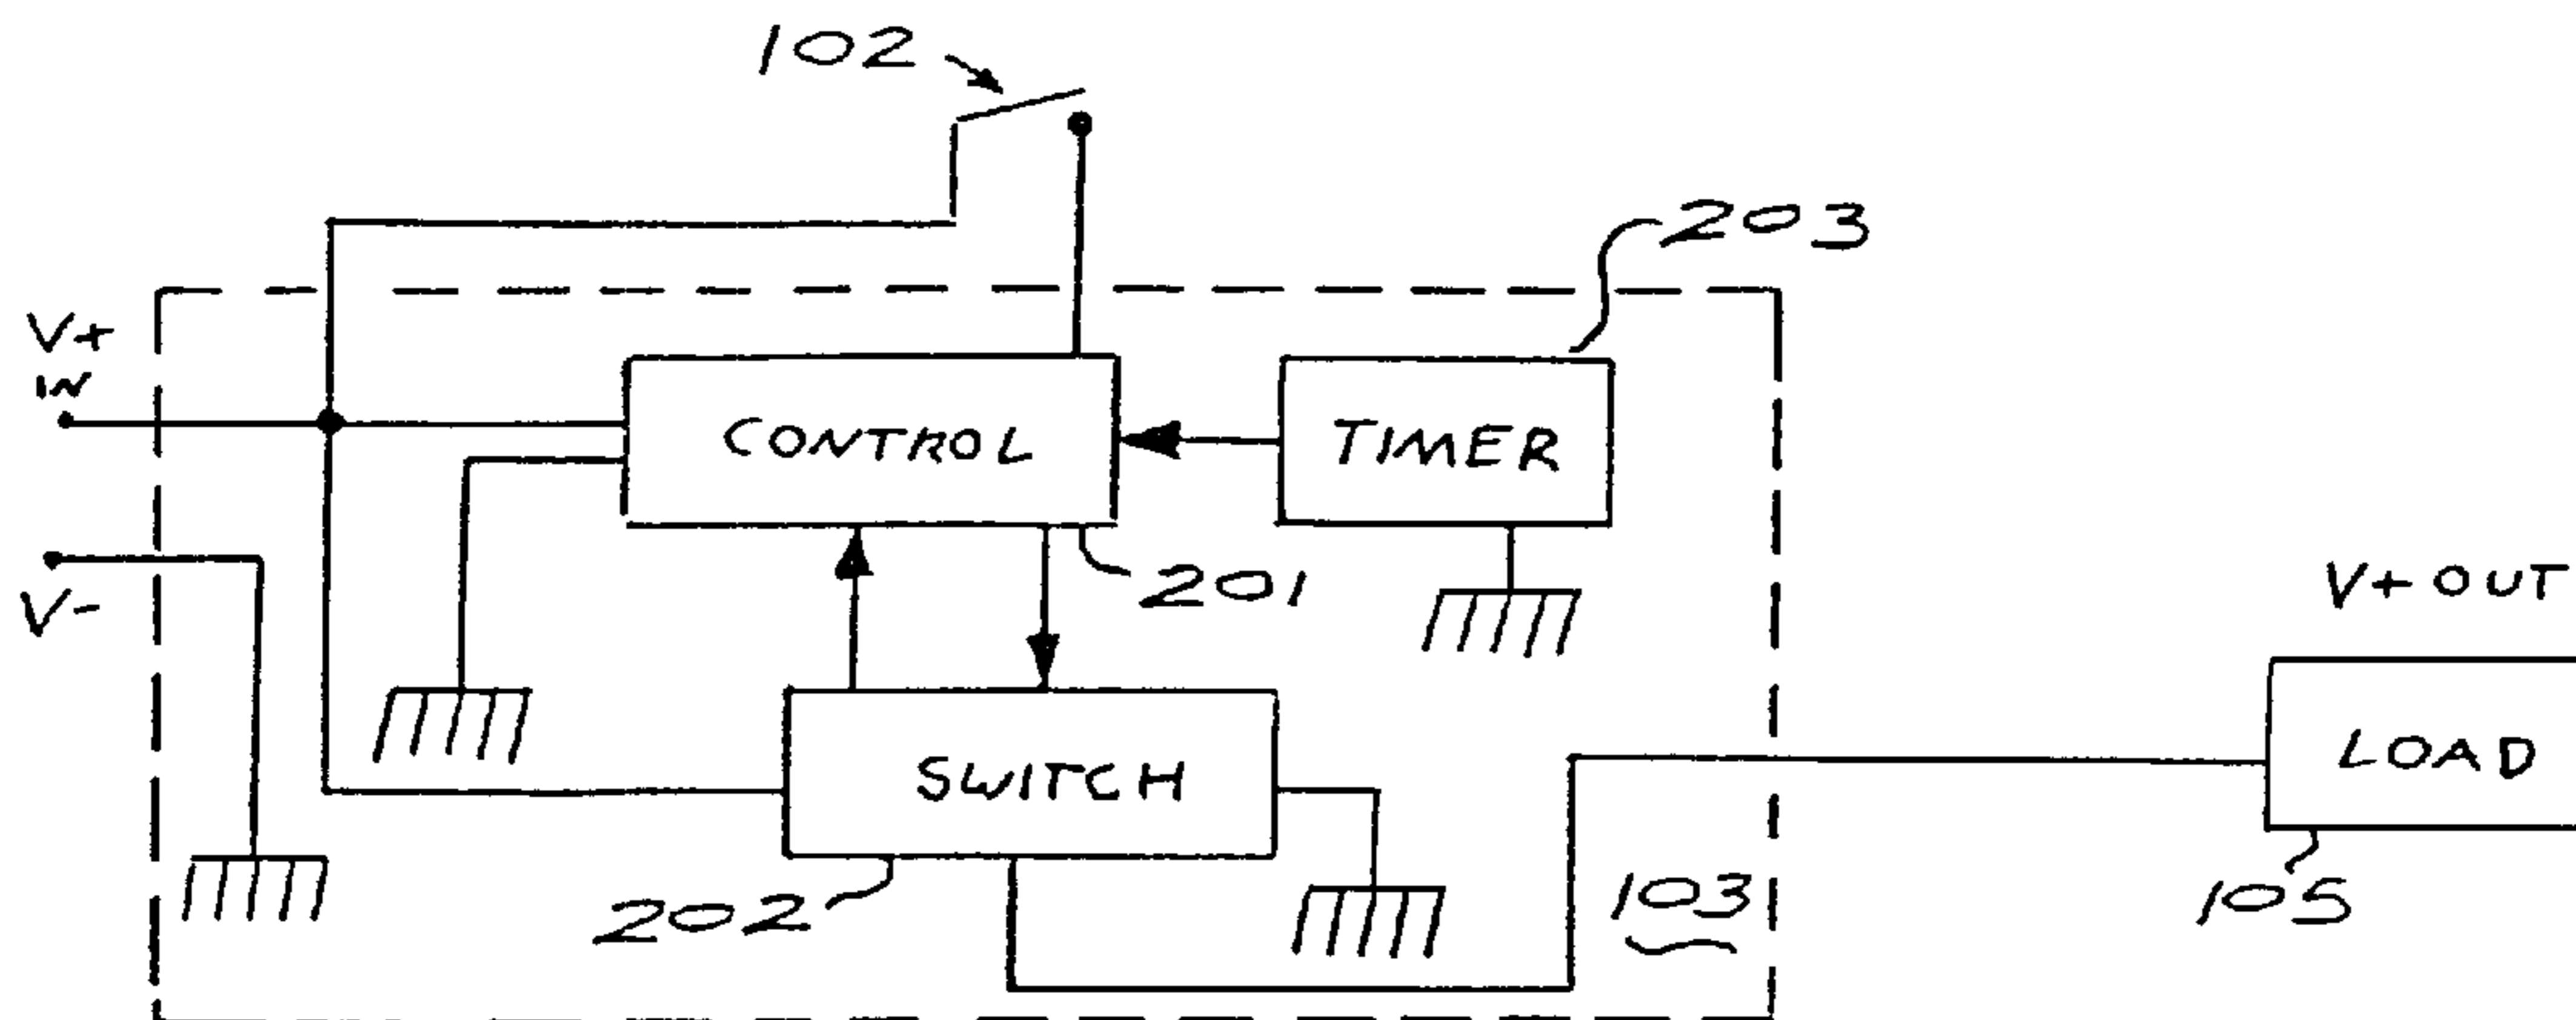 102
203
V+
IN
CONTROL
TIMER
V-
201
V+ OUT
SWITCH
LOAD
202
103
105